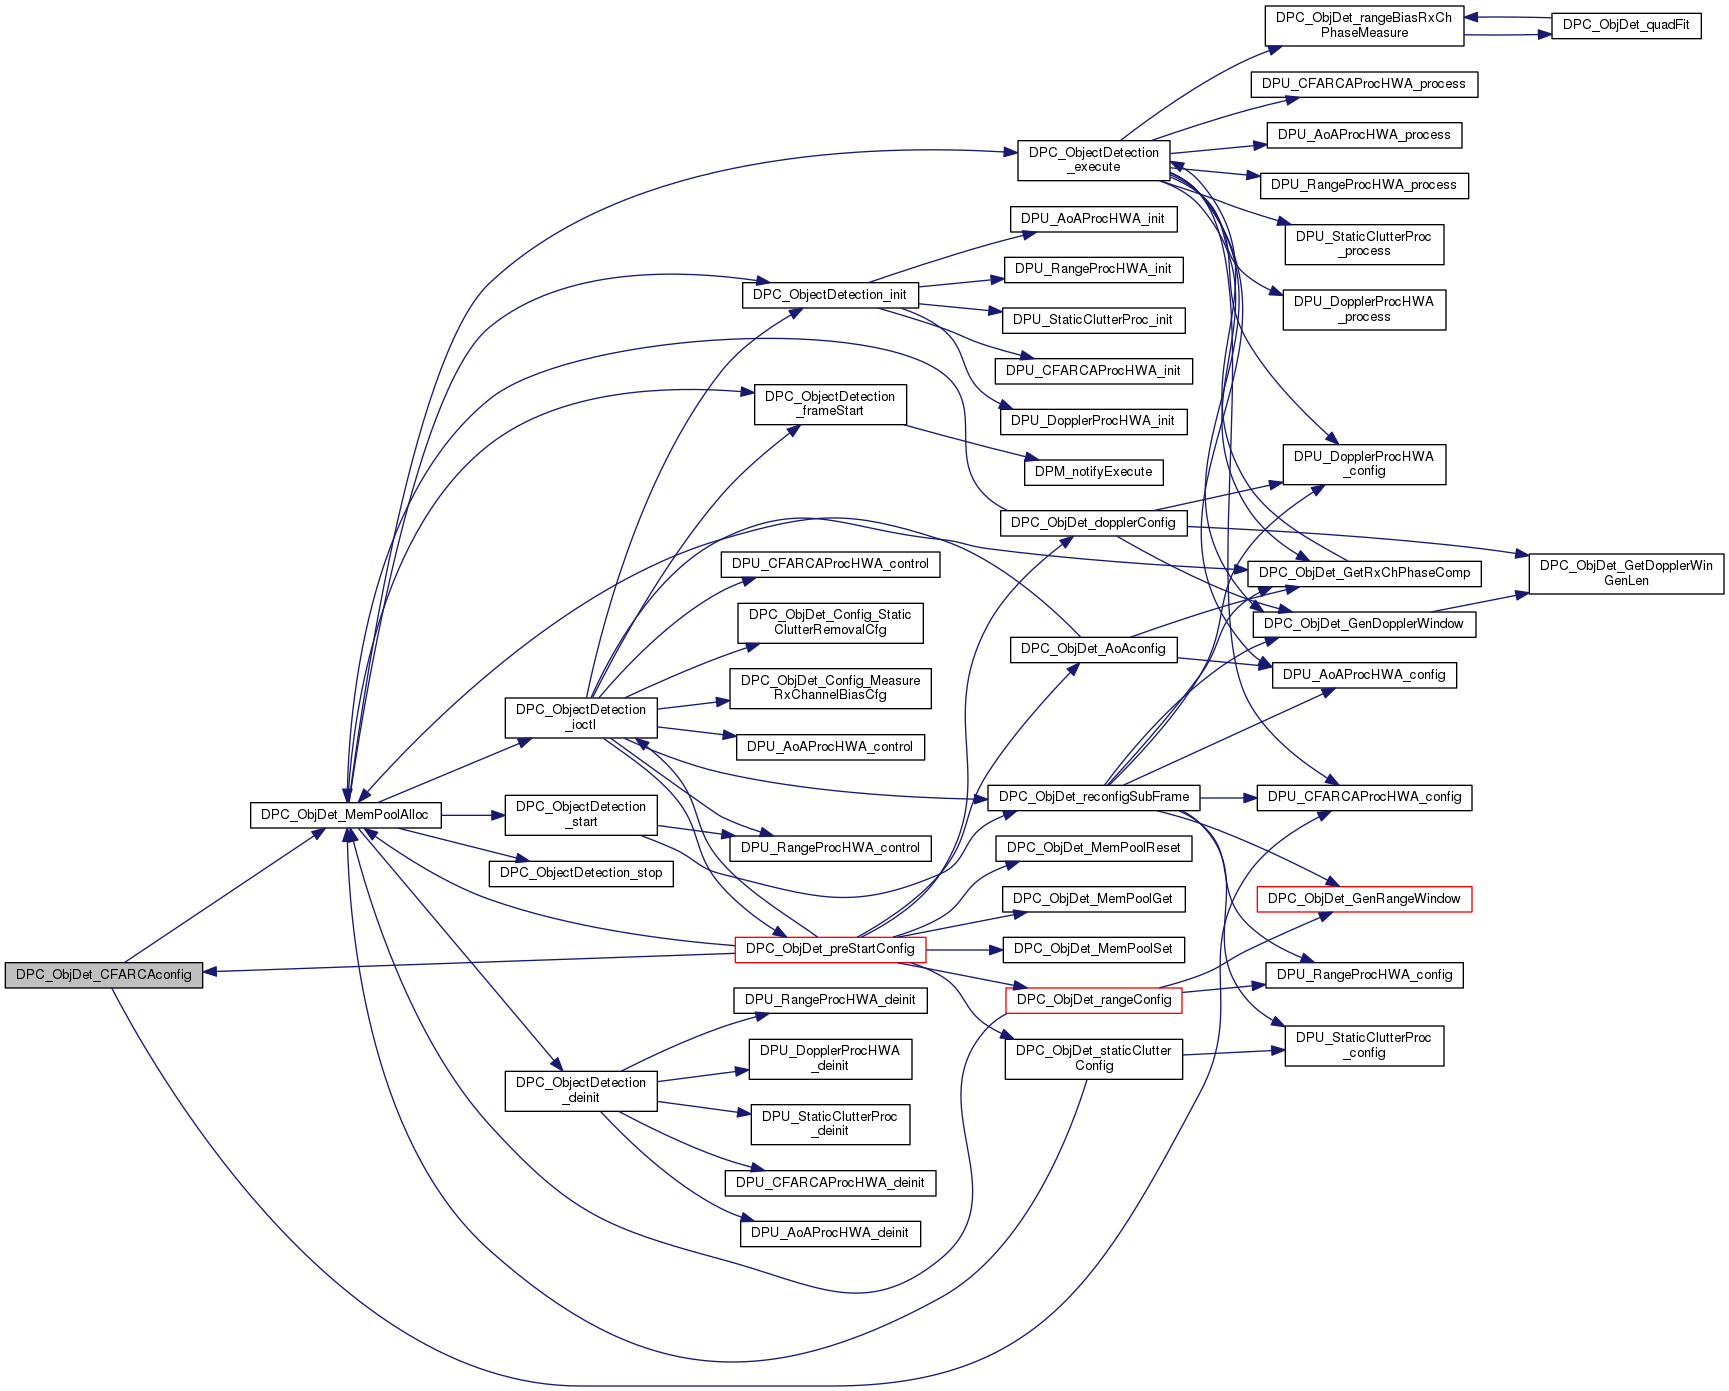 DPC_ObjDet_rangeBiasRxCh
PhaseMeasure
DPC_ObjDet_quadFit
DPU_CFARCAProcHWA_process
DPU_AoAProcHWA_process
DPC_ObjectDetection
_execute
DPU_RangeProcHWA_process
DPU_AoAProcHWA_init
DPU_StaticClutterProc
_process
DPU_RangeProcHWA_init
DPC_ObjectDetection_init
DPU_DopplerProcHWA
_process
DPU_StaticClutterProc_init
DPU_CFARCAProcHWA_init
DPC_ObjectDetection
_frameStart
DPU_DopplerProcHWA_init
DPM_notifyExecute
DPU_DopplerProcHWA
_config
DPC_ObjDet_dopplerConfig
DPU_CFARCAProcHWA_control
DPC_ObjDet_GetRxChPhaseComp
DPC_ObjDet_GetDopplerWin
GenLen
DPC_ObjDet_Config_Static
ClutterRemovalCfg
DPC_ObjDet_GenDopplerWindow
DPC_ObjDet_AoAconfig
DPU_AoAProcHWA_config
DPC_ObjDet_Config_Measure
RxChannelBiasCfg
DPC_ObjectDetection
_ioctl
DPU_AoAProcHWA_control
DPC_ObjDet_reconfigSubFrame
DPU_CFARCAProcHWA_config
DPC_ObjDet_MemPoolAlloc
DPC_ObjectDetection
_start
DPU_RangeProcHWA_control
DPC_ObjDet_MemPoolReset
DPC_ObjectDetection_stop
DPC_ObjDet_MemPoolGet
DPC_ObjDet_GenRangeWindow
DPC_ObjDet_preStartConfig
DPC_ObjDet_MemPoolSet
DPC_ObjDet_CFARCAconfig
DPU_RangeProcHWA_config
DPU_RangeProcHWA_deinit
DPC_ObjDet_rangeConfig
DPU_DopplerProcHWA
_deinit
DPC_ObjDet_staticClutter
Config
DPU_StaticClutterProc
_config
DPC_ObjectDetection
_deinit
DPU_StaticClutterProc
_deinit
DPU_CFARCAProcHWA_deinit
DPU_AoAProcHWA_deinit